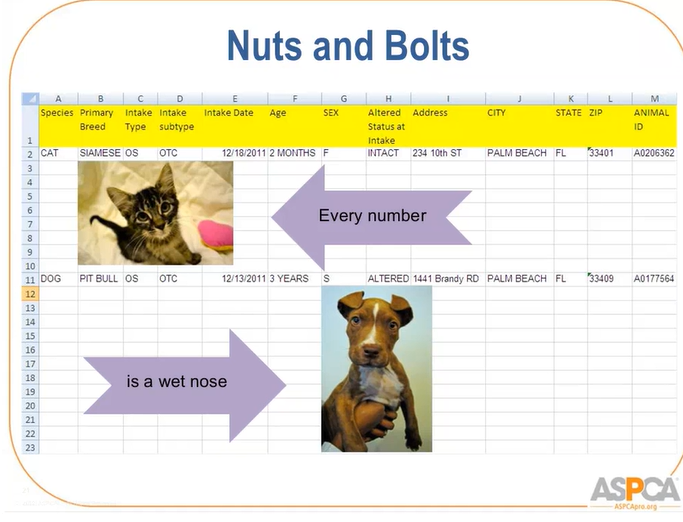 Nuts and Bolts
A B C D E F G H I J K L M
1 Species Primary Breed Intake Type Intake subtype Intake Date Age SEX Altered Status at Intake Address CITY STATE ZIP ANIMAL ID
2 CAT SIAMESE OS OTC 12/18/2011 2 MONTHS F INTACT 234 10th ST PALM BEACH FL 33401 A0206362
3
4
5
6
Every number
7
8
9
10
11 DOG PIT BULL OS OTC 12/13/2011 3 YEARS S ALTERED 1441 Brandy RD PALM BEACH FL 33409 A0177564
12
13
14
15
16
17
18
is a wet nose
19
20
21
22
23
ASPCA
ASPCApro.org